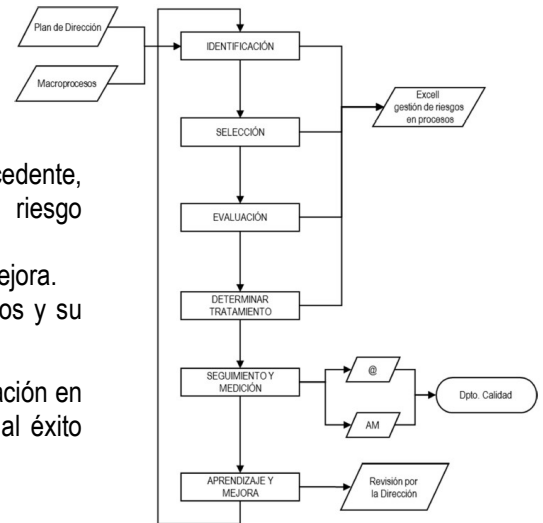 Plan de Dirección
Macroprocesos
IDENTIFICACIÓN
Excell
gestión de riesgos
en procesos
SELECCIÓN
cedente,
riesgo
EVALUACIÓN
ejora.
os y su
DETERMINAR
TRATAMIENTO
ación en
al éxito
SEGUIMIENTO Y
MEDICIÓN
@
AM
Dpto. Calidad
APRENDIZAJE Y
MEJORA
Revisión por
la Dirección